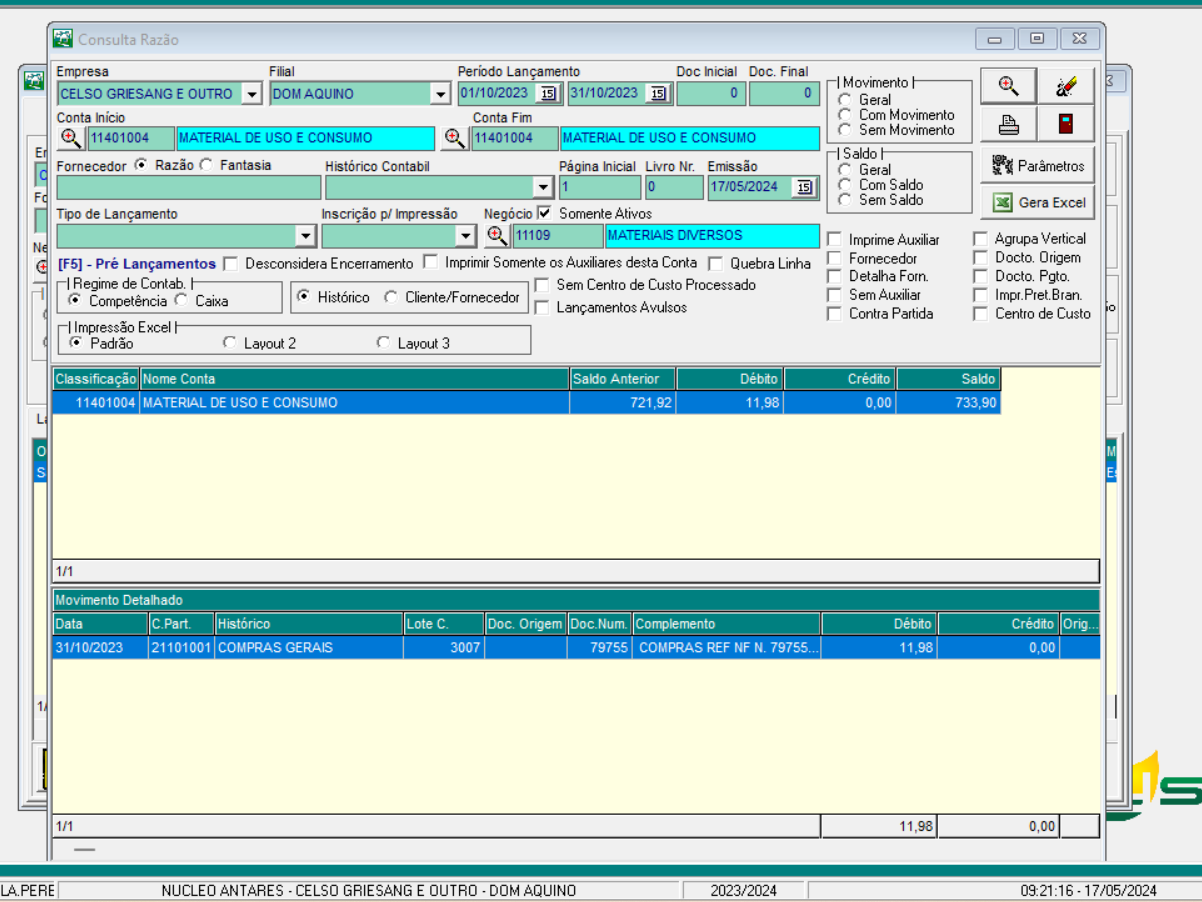 Consulta Razão
Empresa Filial Período Lançamento Doc Inicial Doc. Final
CELSO GRIESANG E OUTRO DOM AQUINO 01/10/2023 15 31/10/2023 15 0 0
Conta Início Conta Fim
11401004 MATERIAL DE USO E CONSUMO 11401004 MATERIAL DE USO E CONSUMO
Fornecedor Razão Fantasia Histórico Contabil Página Inicial Livro Nr. Emissão
1 0 17/05/2024 15
Tipo de Lançamento Inscrição p/ Impressão Negócio Somente Ativos
11109 MATERIAIS DIVERSOS
[F5] - Pré Lançamentos Desconsidera Encerramento Imprimir Somente os Auxiliares desta Conta Quebra Linha
Regime de Contab.
Competência Caixa
Histórico Cliente/Fornecedor
Sem Centro de Custo Processado
Lançamentos Avulsos
Impressão Excel
Padrão Layout 2 Layout 3
Movimento
Geral
Com Movimento
Sem Movimento
Saldo
Geral
Com Saldo
Sem Saldo
Parâmetros
Gera Excel
Imprime Auxiliar Agrupa Vertical
Fornecedor Docto. Origem
Detalha Forn. Docto. Pgto.
Sem Auxiliar Impr.Pret.Bran.
Contra Partida Centro de Custo
Classificação Nome Conta Saldo Anterior Débito Crédito Saldo
11401004 MATERIAL DE USO E CONSUMO 721,92 11,98 0,00 733,90
1/1
Movimento Detalhado
Data C.Part. Histórico Lote C. Doc. Origem Doc.Num. Complemento Débito Crédito Orig...
31/10/2023 21101001 COMPRAS GERAIS 3007 79755 COMPRAS REF NF N. 79755... 11,98 0,00
1/1 11,98 0,00
LA.PERE NUCLEO ANTARES - CELSO GRIESANG E OUTRO - DOM AQUINO 2023/2024 09:21:16 - 17/05/2024